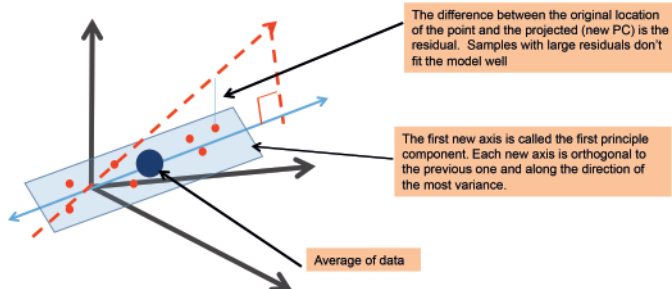 The difference between the original location
of the point and the projected (new PC) is the
residual.  Samples with large residuals don't
fit the model well
The first new axis is called the first principle
component. Each new axis is orthogonal to
the previous one and along the direction of
the most variance.
Average of data